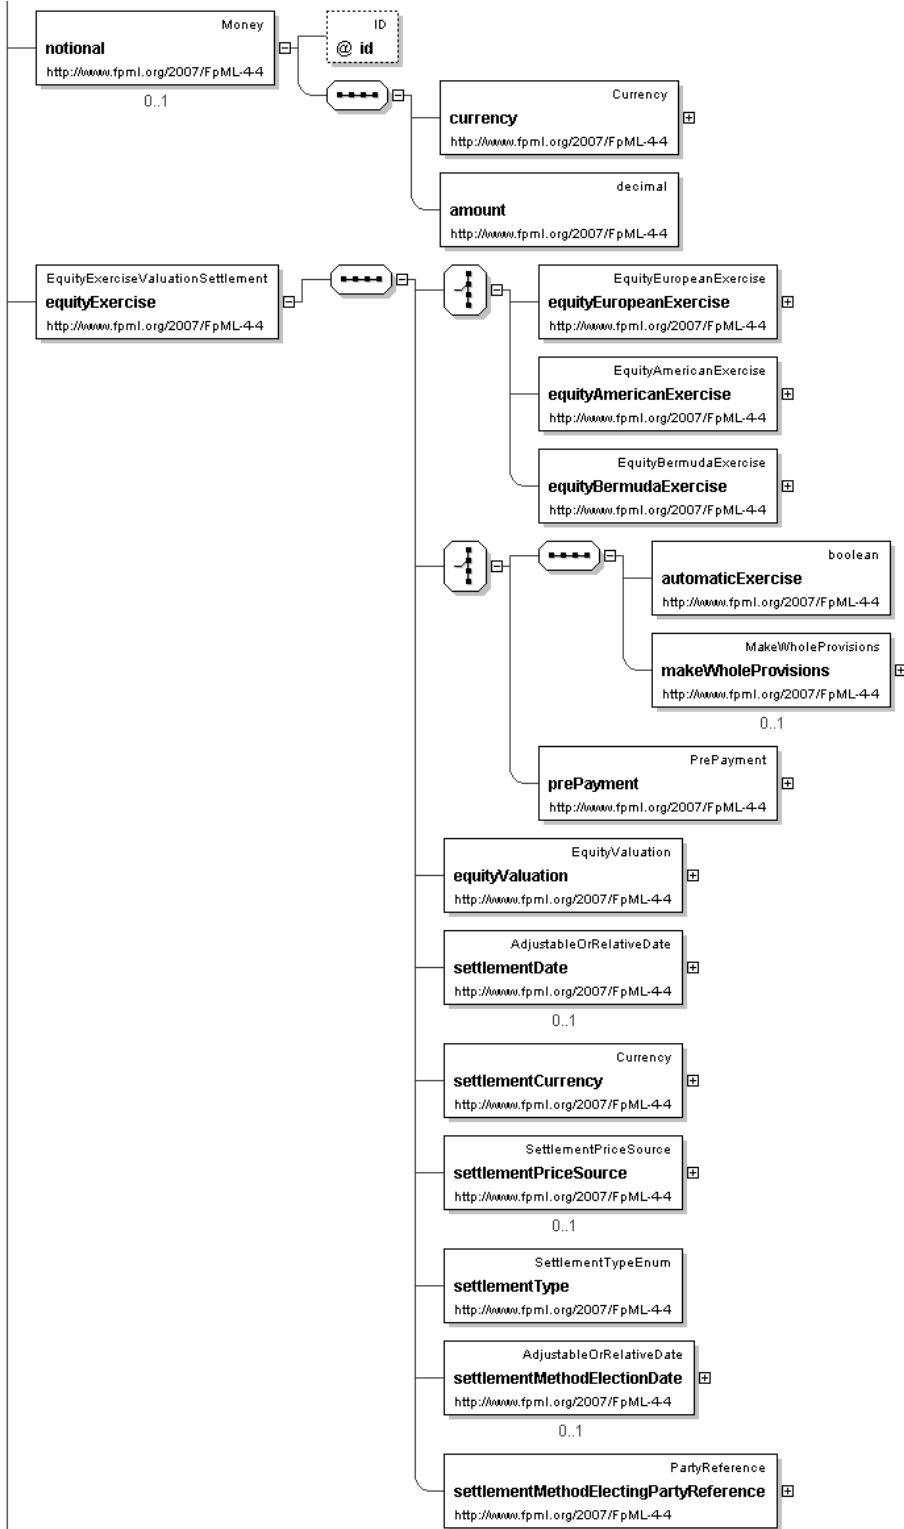 Money
notional
http://www.fpml.org/2007/FpML-4-4
0..1
ID
@ id
Currency
currency
http://www.fpml.org/2007/FpML-4-4
decimal
amount
http://www.fpml.org/2007/FpML-4-4
EquityExerciseValuationSettlement
equityExercise
http://www.fpml.org/2007/FpML-4-4
EquityEuropeanExercise
equityEuropeanExercise
http://www.fpml.org/2007/FpML-4-4
EquityAmericanExercise
equityAmericanExercise
http://www.fpml.org/2007/FpML-4-4
EquityBermudaExercise
equityBermudaExercise
http://www.fpml.org/2007/FpML-4-4
boolean
automaticExercise
http://www.fpml.org/2007/FpML-4-4
MakeWholeProvisions
makeWholeProvisions
http://www.fpml.org/2007/FpML-4-4
0..1
PrePayment
prePayment
http://www.fpml.org/2007/FpML-4-4
EquityValuation
equityValuation
http://www.fpml.org/2007/FpML-4-4
AdjustableOrRelativeDate
settlementDate
http://www.fpml.org/2007/FpML-4-4
0..1
Currency
settlementCurrency
http://www.fpml.org/2007/FpML-4-4
SettlementPriceSource
settlementPriceSource
http://www.fpml.org/2007/FpML-4-4
0..1
SettlementTypeEnum
settlementType
http://www.fpml.org/2007/FpML-4-4
AdjustableOrRelativeDate
settlementMethodElectionDate
http://www.fpml.org/2007/FpML-4-4
0..1
PartyReference
settlementMethodElectingPartyReference
http://www.fpml.org/2007/FpML-4-4